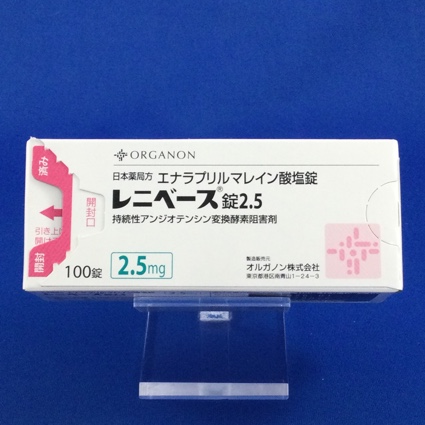 ORGANON
日本薬局方 エナラプリルマレイン酸塩錠
レニベース®錠2.5
持続性アンジオテンシン変換酵素阻害剤
100錠 2.5mg
製造販売元
オルガノン株式会社
東京都港区南青山1-24-3
開封口
引き上げ
開封
済み